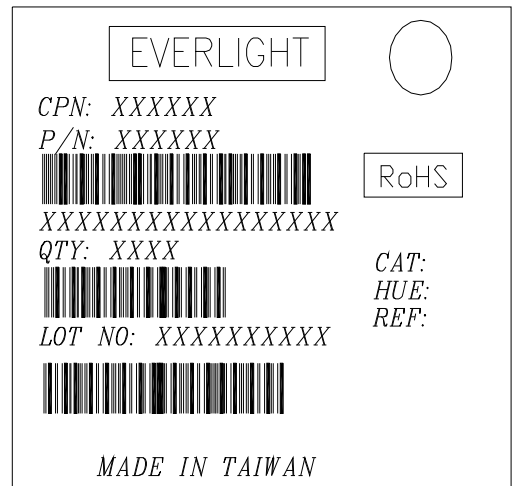 EVERLIGHT
CPN: XXXXXX
P/N: XXXXXX
RoHS
XXXXXXXXXXXXXXXXX
QTY: XXXX
CAT:
HUE:
REF:
LOT NO: XXXXXXXXXX
MADE IN TAIWAN